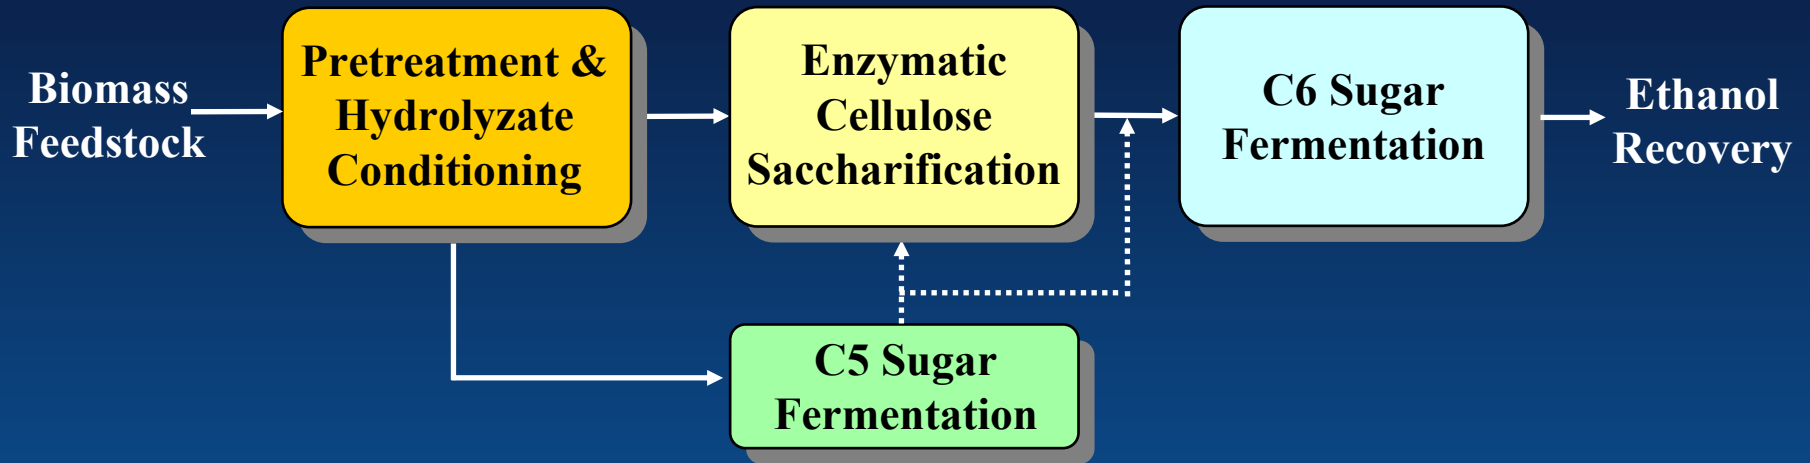 Biomass
Feedstock
Pretreatment &
Hydrolyzate
Conditioning
Enzymatic
Cellulose
Saccharification
C6 Sugar
Fermentation
Ethanol
Recovery
C5 Sugar
Fermentation